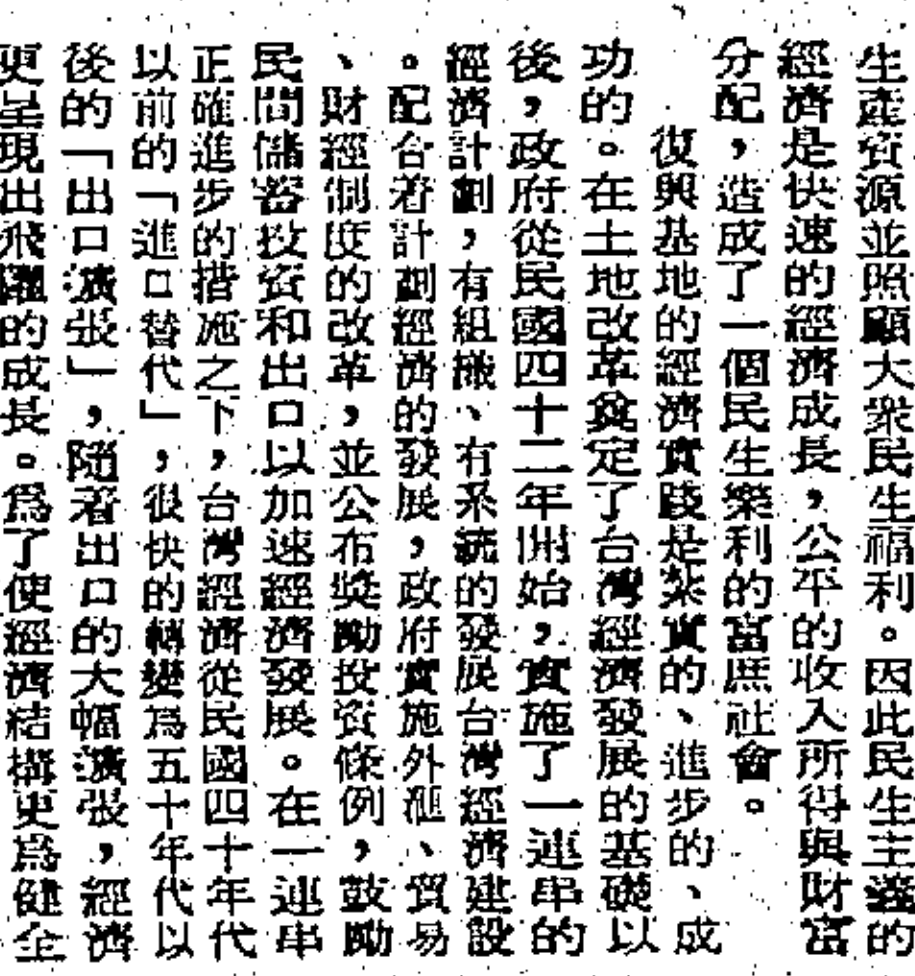 生產資源並照顧大衆民生福利。因此民生主義的
經濟是快速的經濟成長，公平的收入所得與財富
分配，造成了一個民生樂利的富庶社會。
復興基地的經濟實踐是紮實的、進步的、成
功的。在土地改革奠定了台灣經濟發展的基礎以
後，政府從民國四十二年開始，實施了一連串的
經濟計劃，有組織、有系統的發展台灣經濟建設
。配合着計劃經濟的發展，政府實施外滙、貿易
、財經制度的改革，並公布獎勵投資條例，鼓勵
民間儲蓄投資和出口以加速經濟發展。在一連串
正確進步的措施之下，台灣經濟從民國四十年代
以前的「進口替代」，很快的轉變爲五十年代以
後的「出口擴張」，隨著出口的大幅擴張，經濟
更呈現出飛躍的成長。爲了使經濟結構更爲健全